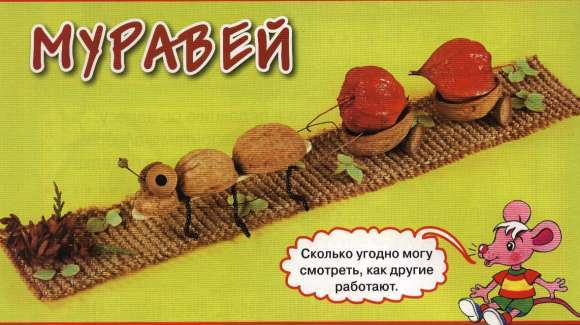 МУРАВЕЙ
Сколько угодно могу
смотреть, как другие
работают.